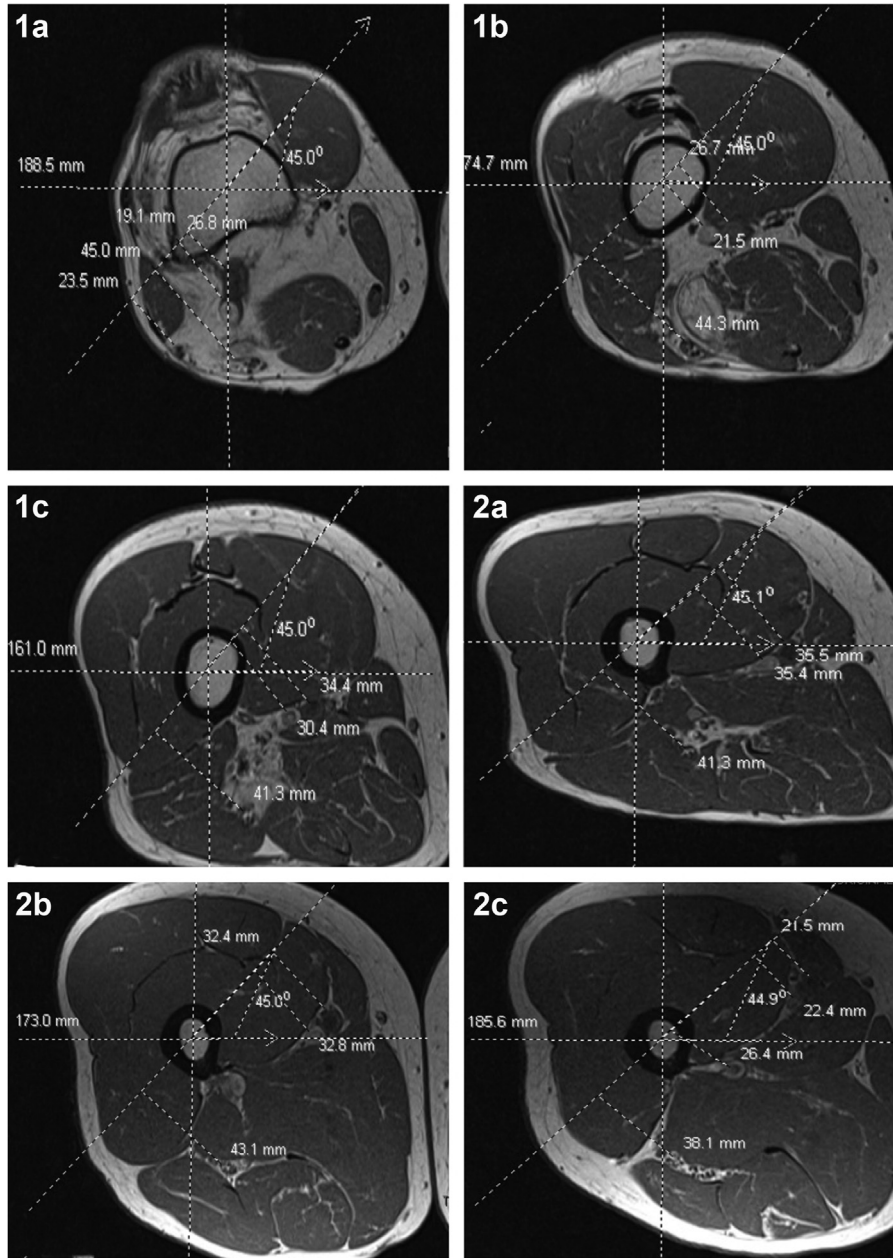 1a
45.0⁰
188.5 mm
19.1 mm
26.8 mm
45.0 mm
23.5 mm
1b
26.7 mm
45.0⁰
74.7 mm
21.5 mm
44.3 mm
1c
45.0⁰
161.0 mm
34.4 mm
30.4 mm
41.3 mm
2a
45.1⁰
35.5 mm
35.4 mm
41.3 mm
2b
32.4 mm
45.0⁰
173.0 mm
32.8 mm
43.1 mm
2c
21.5 mm
44.9⁰
22.4 mm
185.6 mm
26.4 mm
38.1 mm